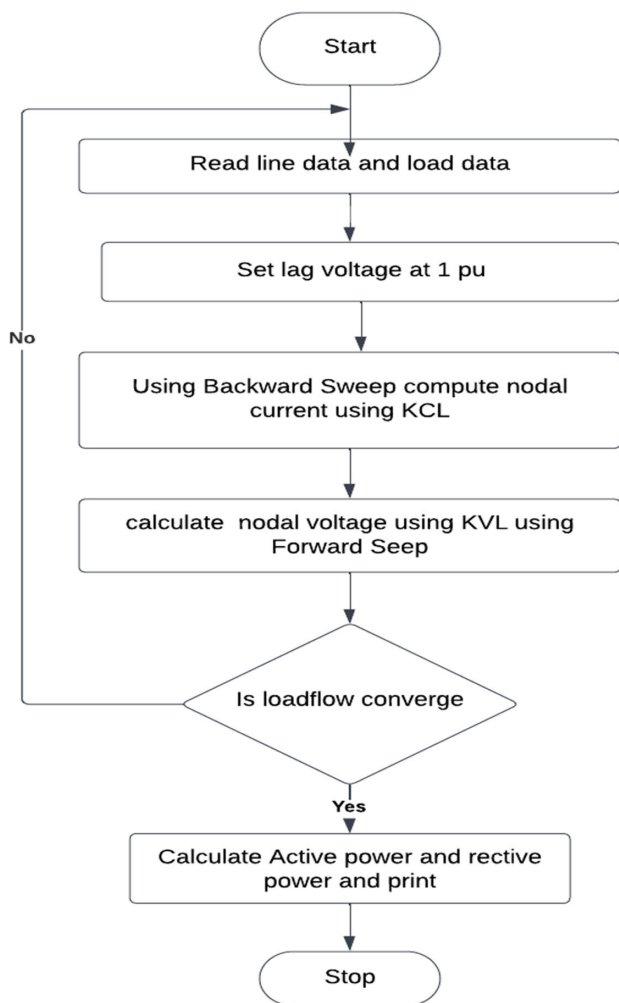 Start
Read line data and load data
Set lag voltage at 1 pu
No
Using Backward Sweep compute nodal
current using KCL
calculate nodal voltage using KVL using
Forward Seep
Is loadflow converge
Yes
Calculate Active power and rective
power and print
Stop